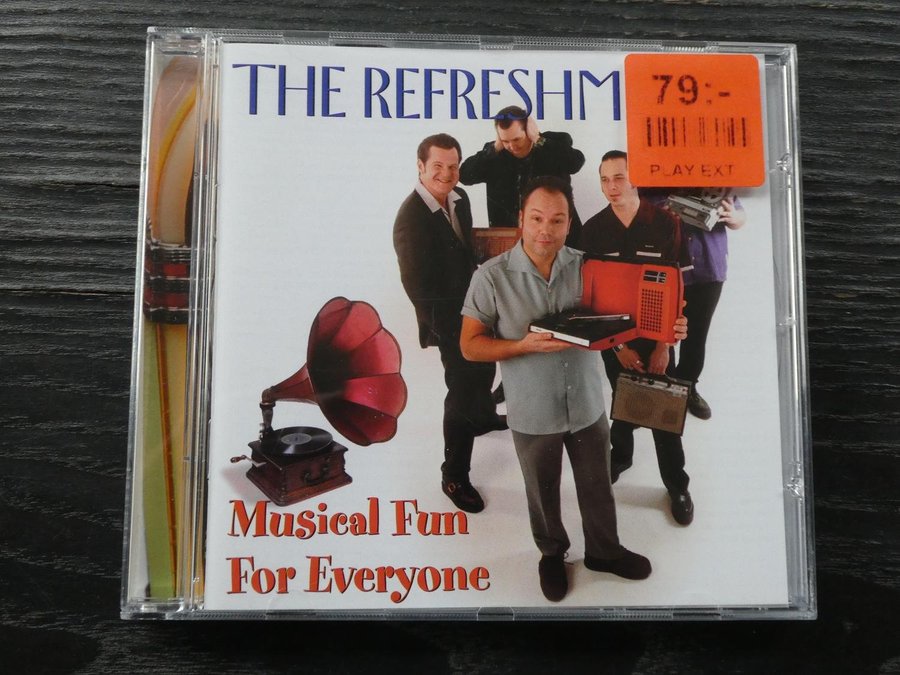 THE REFRESHM
79:-
PLAY EXT
Musical Fun
For Everyone